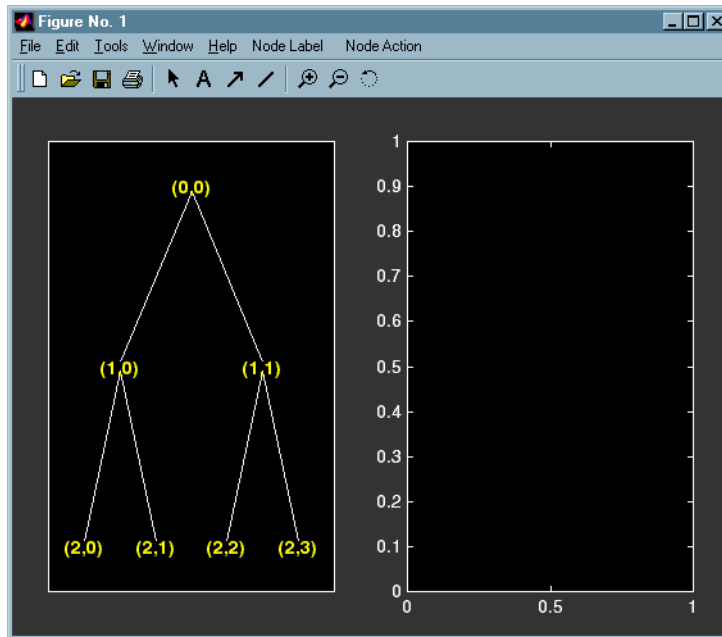 Figure No. 1
File Edit Tools Window Help Node Label Node Action
A
(0,0)
(1,0) (1,1)
(2,0) (2,1) (2,2) (2,3)
1
0.9
0.8
0.7
0.6
0.5
0.4
0.3
0.2
0.1
0
0 0.5 1